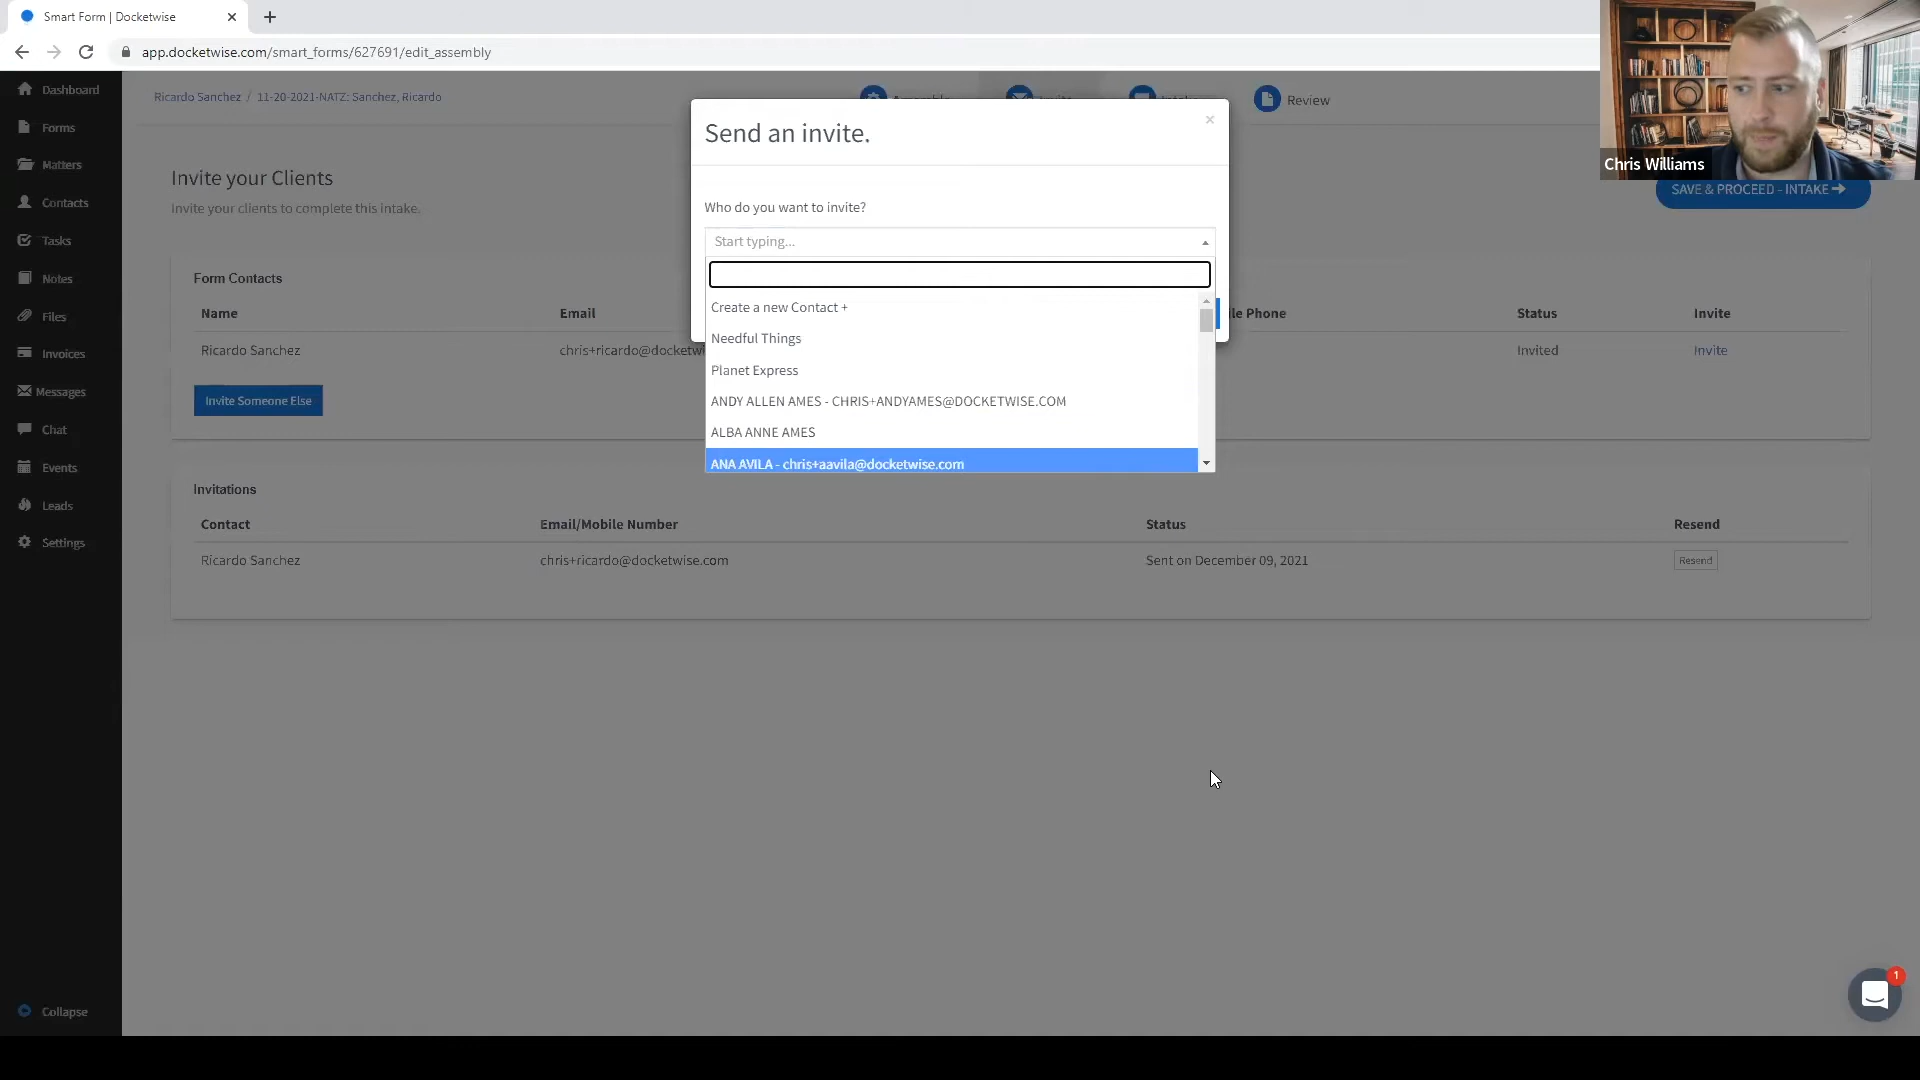 Smart Form | Docketwise
app.docketwise.com/smart_forms/627691/edit_assembly
Chris Williams
Dashboard
Forms
Matters
Contacts
Tasks
Notes
Files
Invoices
Messages
Chat
Events
Leads
Settings
Collapse
Ricardo Sanchez / 11-20-2021-NATZ: Sanchez, Ricardo
Review
Invite your Clients
Invite your clients to complete this intake.
SAVE & PROCEED - INTAKE
Send an invite.
×
Who do you want to invite?
Start typing...
Create a new Contact +
Needful Things
Planet Express
ANDY ALLEN AMES - CHRIS+ANDYAMES@DOCKETWISE.COM
ALBA ANNE AMES
ANA AVILA - chris+aavila@docketwise.com
Form Contacts
Name Email Phone Status Invite
Ricardo Sanchez chris+ricardo@docketwi Invited Invite
Invite Someone Else
Invitations
Contact Email/Mobile Number Status Resend
Ricardo Sanchez chris+ricardo@docketwise.com Sent on December 09, 2021 Resend
1